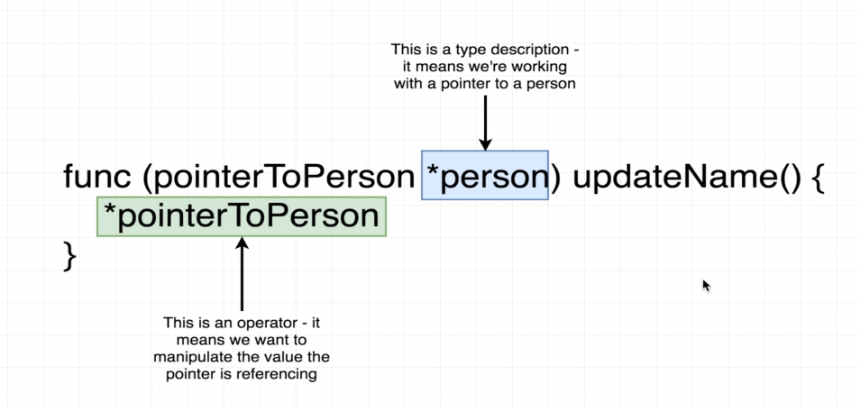 This is a type description -
it means we're working
with a pointer to a person
func (pointerToPerson *person) updateName() {
*pointerToPerson
}
This is an operator - it
means we want to
manipulate the value the
pointer is referencing